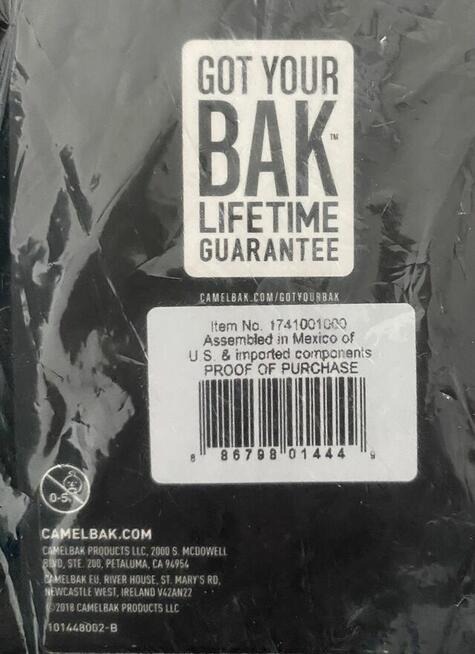 GOT YOUR
BAK™
LIFETIME
GUARANTEE
CAMELBAK.COM/GOTYOURBAK
Item No. 1741001000
Assembled in Mexico of
U.S. & imported components
PROOF OF PURCHASE
8 86798 01444 9
0-5
CAMELBAK.COM
CAMELBAK PRODUCTS LLC, 2000 S. MCDOWELL
BLVD, STE. 200, PETALUMA, CA 94954
CAMELBAK EU, RIVER HOUSE, ST. MARY'S RD,
NEWCASTLE WEST, IRELAND V42AN22
©2018 CAMELBAK PRODUCTS LLC
101448002-B